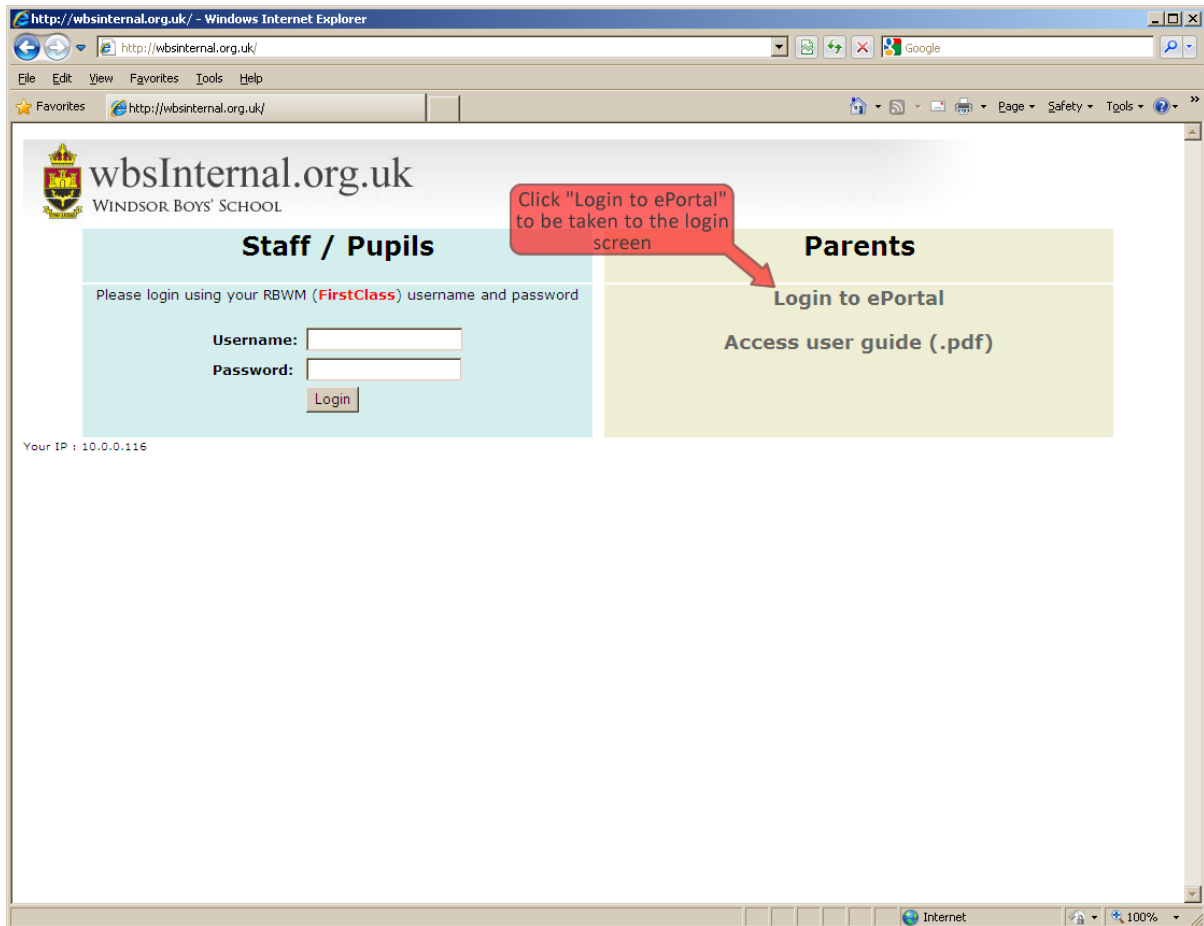 http://wbsinternal.org.uk/ - Windows Internet Explorer
http://wbsinternal.org.uk/
Google
File Edit View Favorites Tools Help
Favorites http://wbsinternal.org.uk/ Page Safety Tools »
wbsInternal.org.uk
WINDSOR BOYS' SCHOOL
Click "Login to ePortal"
to be taken to the login
screen
Staff / Pupils
Please login using your RBWM (FirstClass) username and password
Username:
Password:
Login
Parents
Login to ePortal
Access user guide (.pdf)
Your IP : 10.0.0.116
Internet 100%